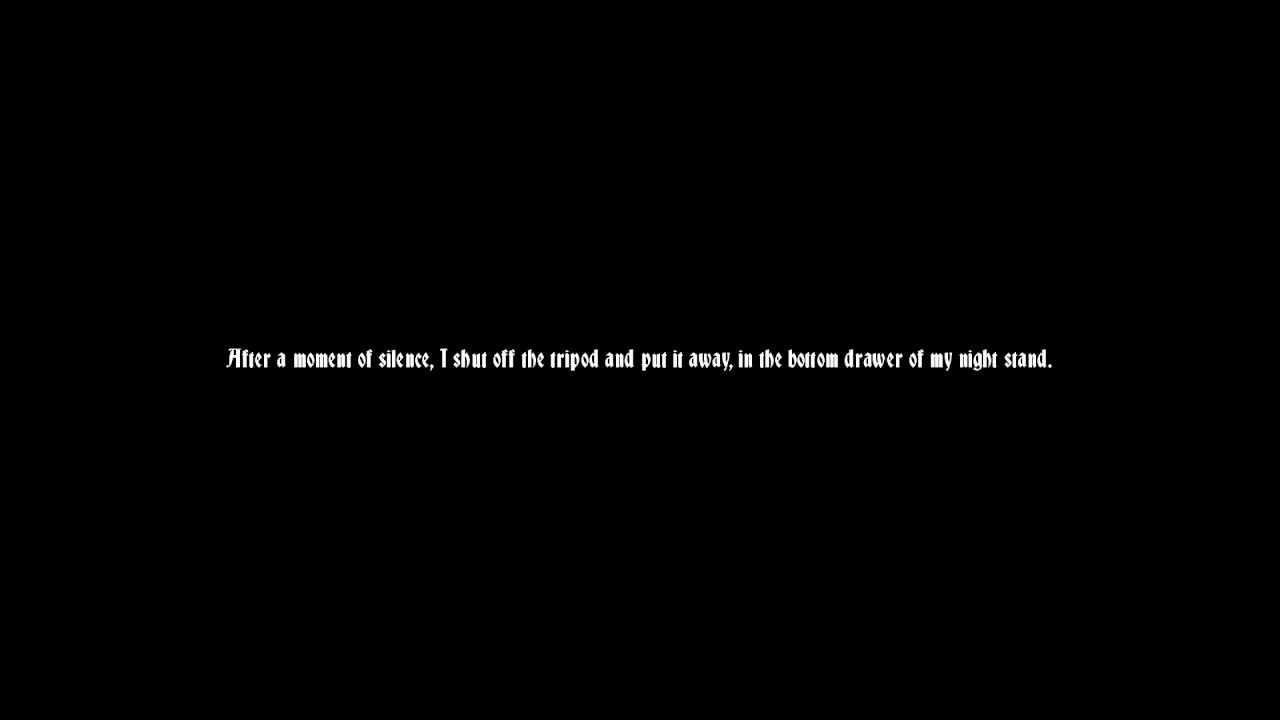 After a moment of silence, I shut off the tripod and put it away, in the bottom drawer of my night stand.